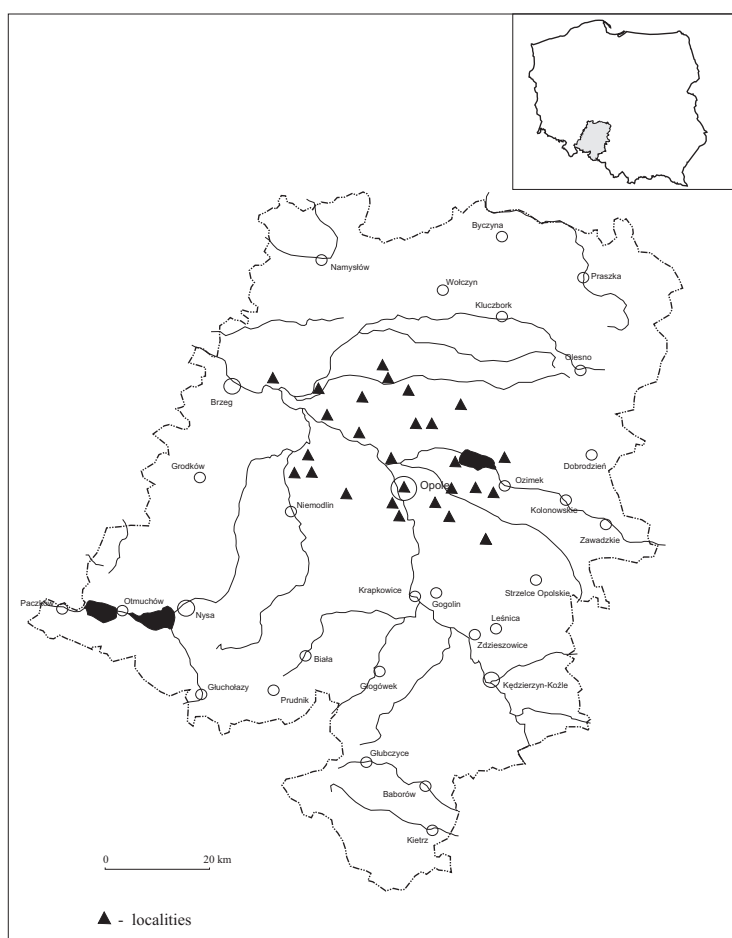 Byczyna
Namysłów
Praszka
Wołczyn
Kluczbork
Olesno
Brzeg
Grodków
Dobrodzień
Opole
Ozimek
Niemodlin
Kolonowskie
Zawadzkie
Strzelce Opolskie
Krapkowice
Gogolin
Paczków
Otmuchów
Nysa
Leśnica
Zdzieszowice
Biała
Głogówek
Kędzierzyn-Koźle
Głuchołazy
Prudnik
Głubczyce
Baborów
Kietrz
0 20 km
- localities